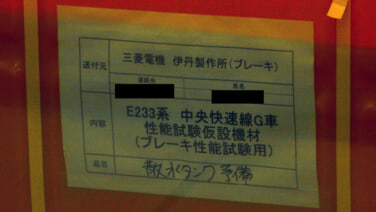 送付元 三菱電機 伊丹製作所(ブレーキ)
連絡先 氏名
内容 E233系 中央快速線G車
性能試験仮設機材
(ブレーキ性能試験用)
品目 散水タンク予備